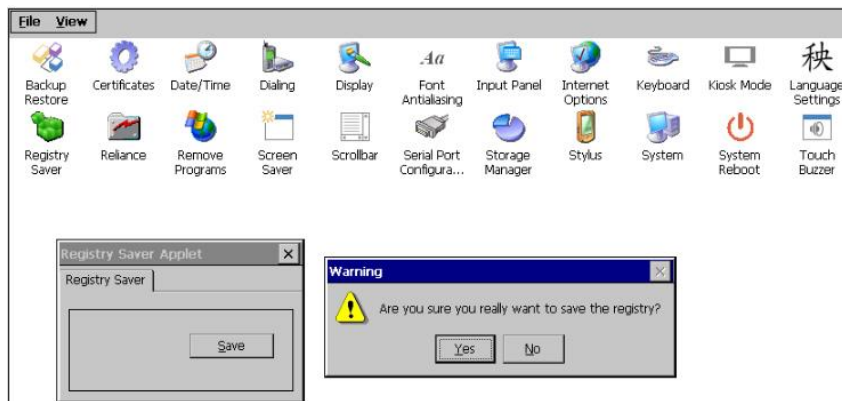 File View
Backup Restore
Certificates
Date/Time
Dialing
Display
Aa
Font Antialiasing
Input Panel
Internet Options
Keyboard
Kiosk Mode
秧
Language Settings
Registry Saver
Reliance
Remove Programs
Screen Saver
Scrollbar
Serial Port Configura...
Storage Manager
Stylus
System
System Reboot
Touch Buzzer
Registry Saver Applet
Registry Saver
Save
Warning
Are you sure you really want to save the registry?
Yes No